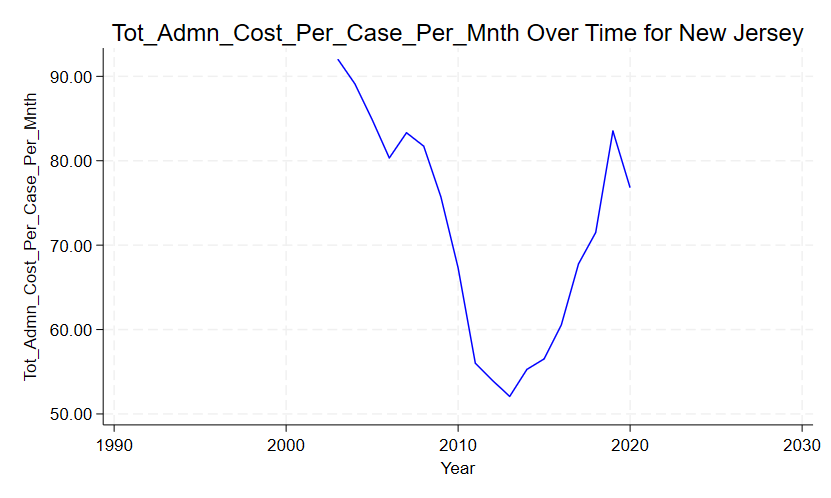 Tot_Admn_Cost_Per_Case_Per_Mnth Over Time for New Jersey
Tot_Admn_Cost_Per_Case_Per_Mnth
90.00
80.00
70.00
60.00
50.00
1990 2000 2010 2020 2030
Year